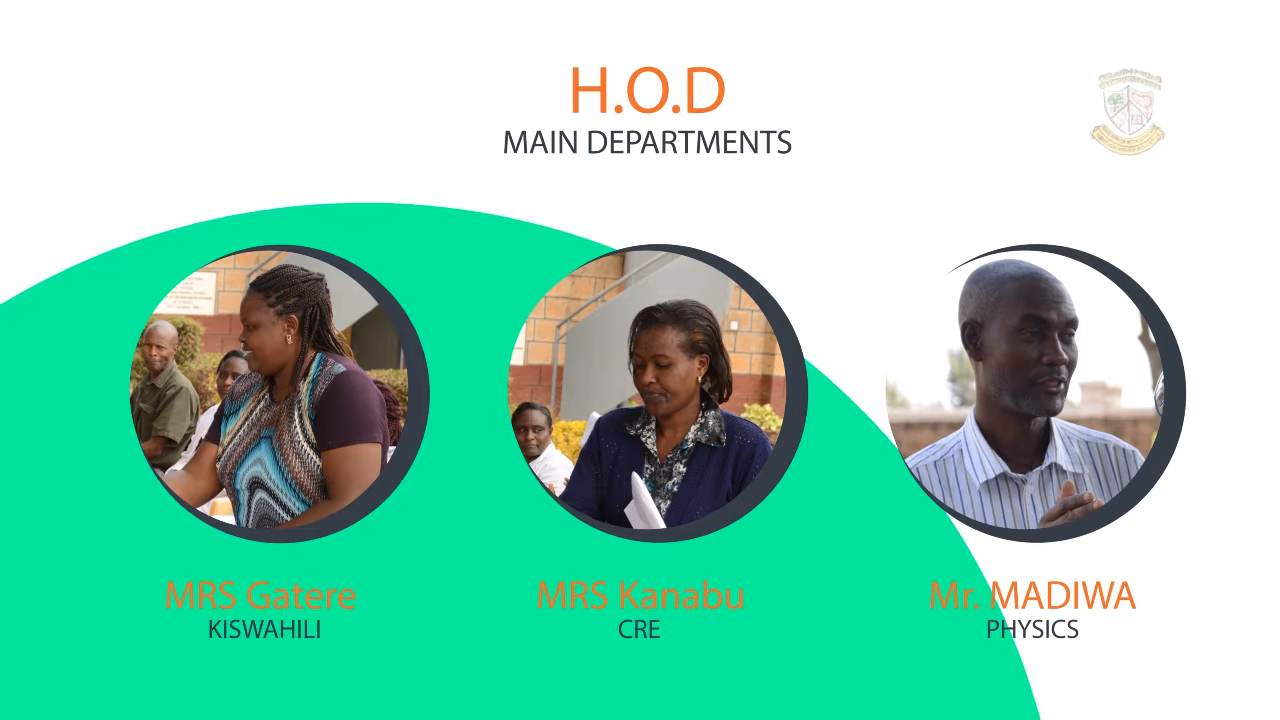 H.O.D
MAIN DEPARTMENTS
MRS Gatere
KISWAHILI
MRS Kanabu
CRE
Mr. MADIWA
PHYSICS